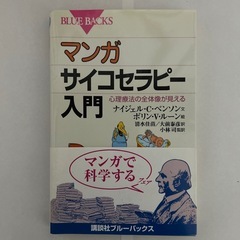 BLUE BACKS
マンガ
サイコセラピー
入門
心理療法の全体像が見える
ナイジェル・C・ベンソン 文
ボリン・V・ルーン 絵
清水佳苗/大前泰彦 訳
小林 司 監訳
マンガで
科学する
フェア
講談社ブルーバックス